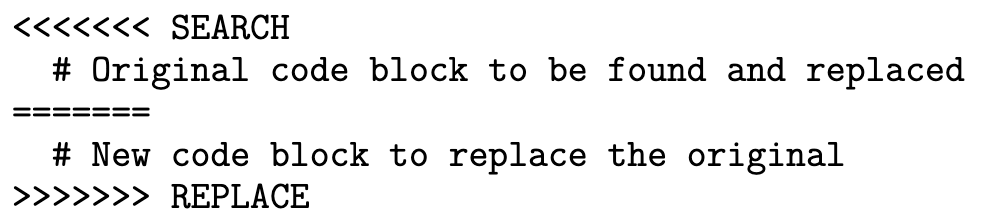 <<<<<<< SEARCH
  # Original code block to be found and replaced
=======
  # New code block to replace the original
>>>>>>> REPLACE